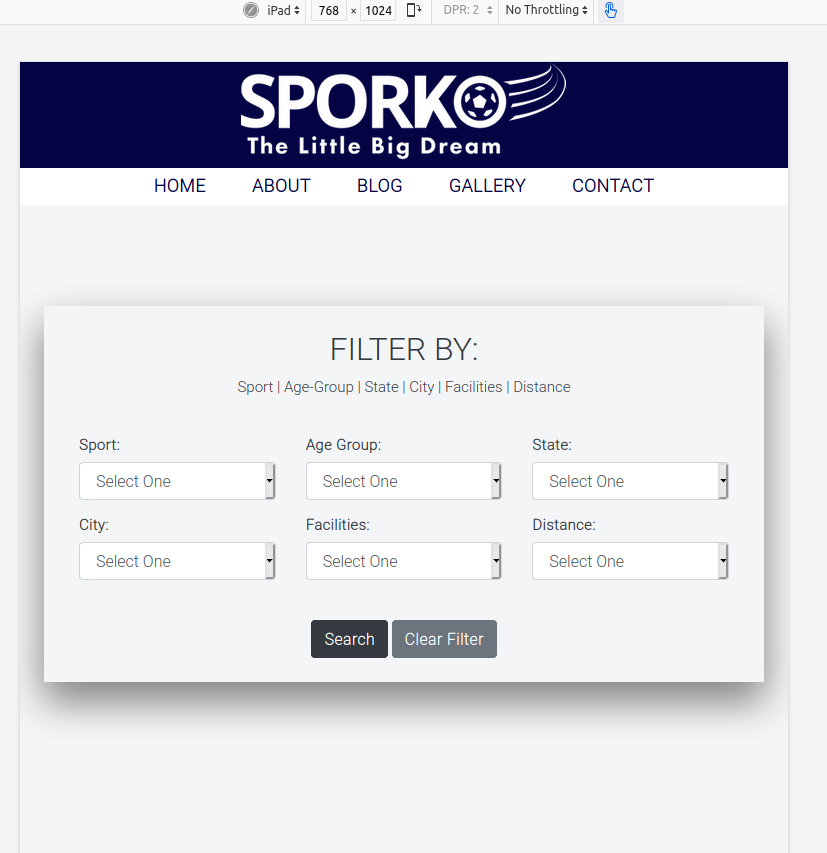 iPad 768 × 1024 DPR: 2 No Throttling
SPORKO
The Little Big Dream
HOME ABOUT BLOG GALLERY CONTACT
FILTER BY:
Sport | Age-Group | State | City | Facilities | Distance
Sport: Age Group: State:
Select One Select One Select One
City: Facilities: Distance:
Select One Select One Select One
Search Clear Filter